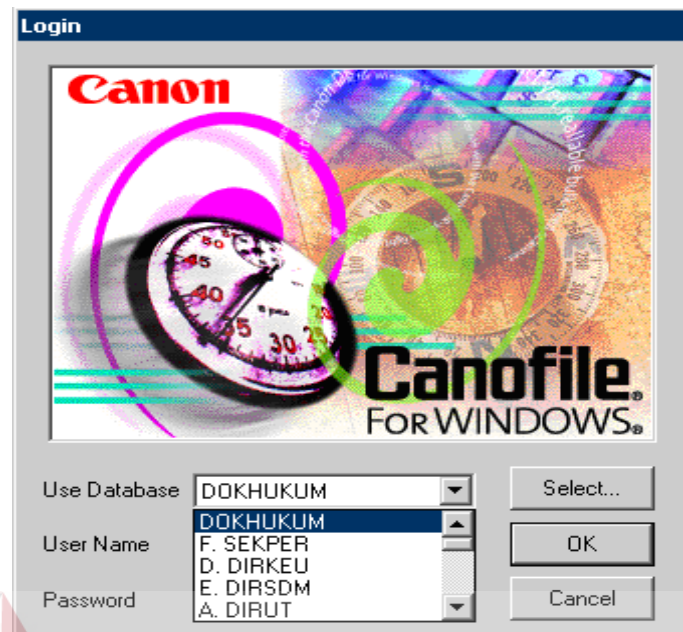 Login
Canon
Canofile®
FOR WINDOWS®
Use Database DOKHUKUM Select...
DOKHUKUM
User Name F. SEKPER OK
D. DIRKEU
E. DIRSDM
Password A. DIRUT Cancel